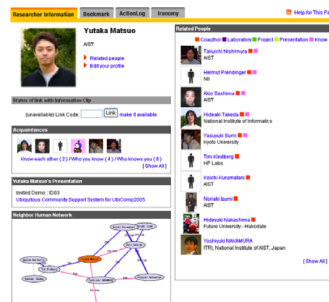 Researcher Information Bookmark ActionLog Ironcony
Help for This P
Yutaka Matsuo
AIST
Related people
Edit your profile
Status of link with Information Clip
(unavailable) Link Code: Link make it available
Acquaintances
Know each other ( 2 ) / Who you know ( 4 ) / Who knows you ( 8 )
[ Show All ]
Yutaka Matsuo's Presentation
Invited Demo : ID03
Ubiquitous Community Support System for UbiComp2005
Neighbor Human Network
Related People
Coauthor Laboratory Project Presentation Know
Takuichi Nishimura
AIST
Helmut Prendinger
NII
Akio Sashima
AIST
Hideaki Takeda
National Institute of Informatics
Yasuyuki Sumi
Kyoto University
Tim Kindberg
HP Labs
Koichi Kurumatani
AIST
Noriaki Izumi
AIST
Hideyuki Nakashima
Future University - Hakodate
Yoshiyuki NAKAMURA
ITRI, National Institute of AIST, Japan
[ Show All ]